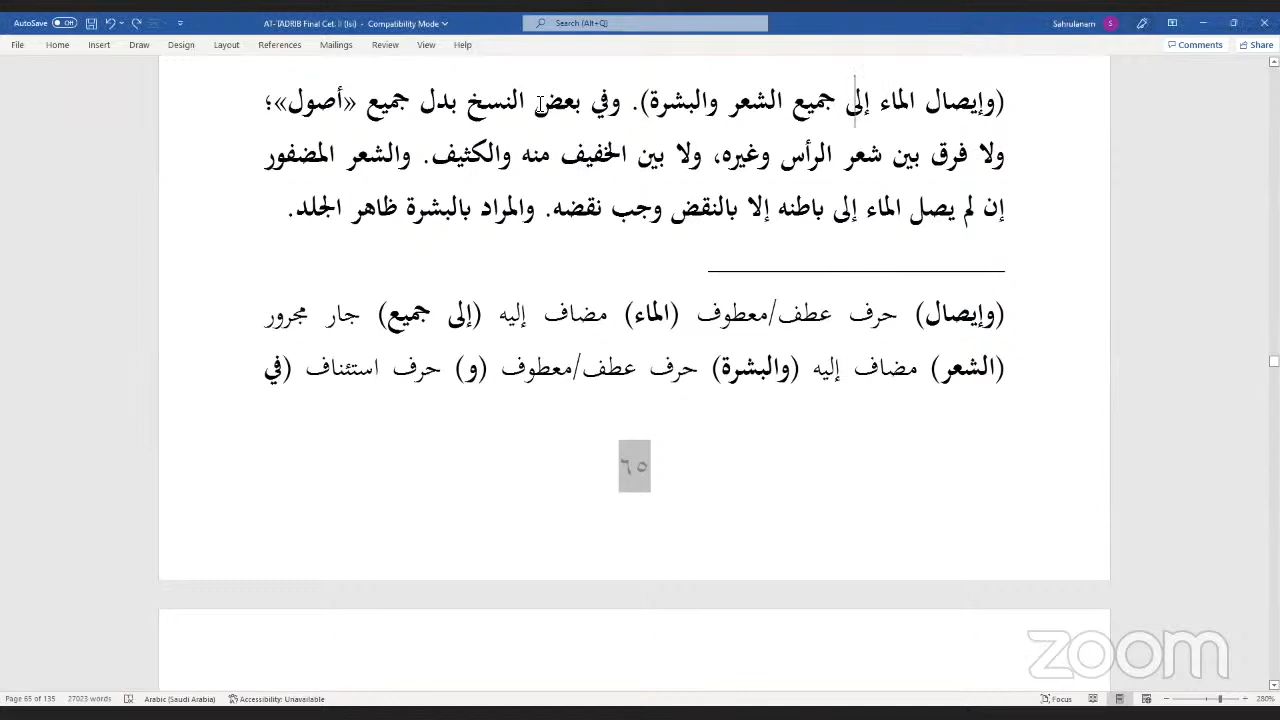 AutoSave Off AT-TADRIB Final Cet. II (Isi) - Compatibility Mode Search (Alt+Q) Sahrulanam S
File Home Insert Draw Design Layout References Mailings Review View Help Comments Share
(وإيصال الماء إلى جميع الشعر والبشرة). وفي بعض النسخ بدل جميع «أصول»؛
ولا فرق بين شعر الرأس وغيره، ولا بين الخفيف منه والكثيف. والشعر المضفور
إن لم يصل الماء إلى باطنه إلا بالنقض وجب نقضه. والمراد بالبشرة ظاهر الجلد.
(وإيصال) حرف عطف/معطوف (الماء) مضاف إليه (إلى جميع) جار مجرور
(الشعر) مضاف إليه (والبشرة) حرف عطف/معطوف (و) حرف استئناف (في
٦٥
zoom
Page 65 of 135 27023 words Arabic (Saudi Arabia) Accessibility: Unavailable Focus 280%